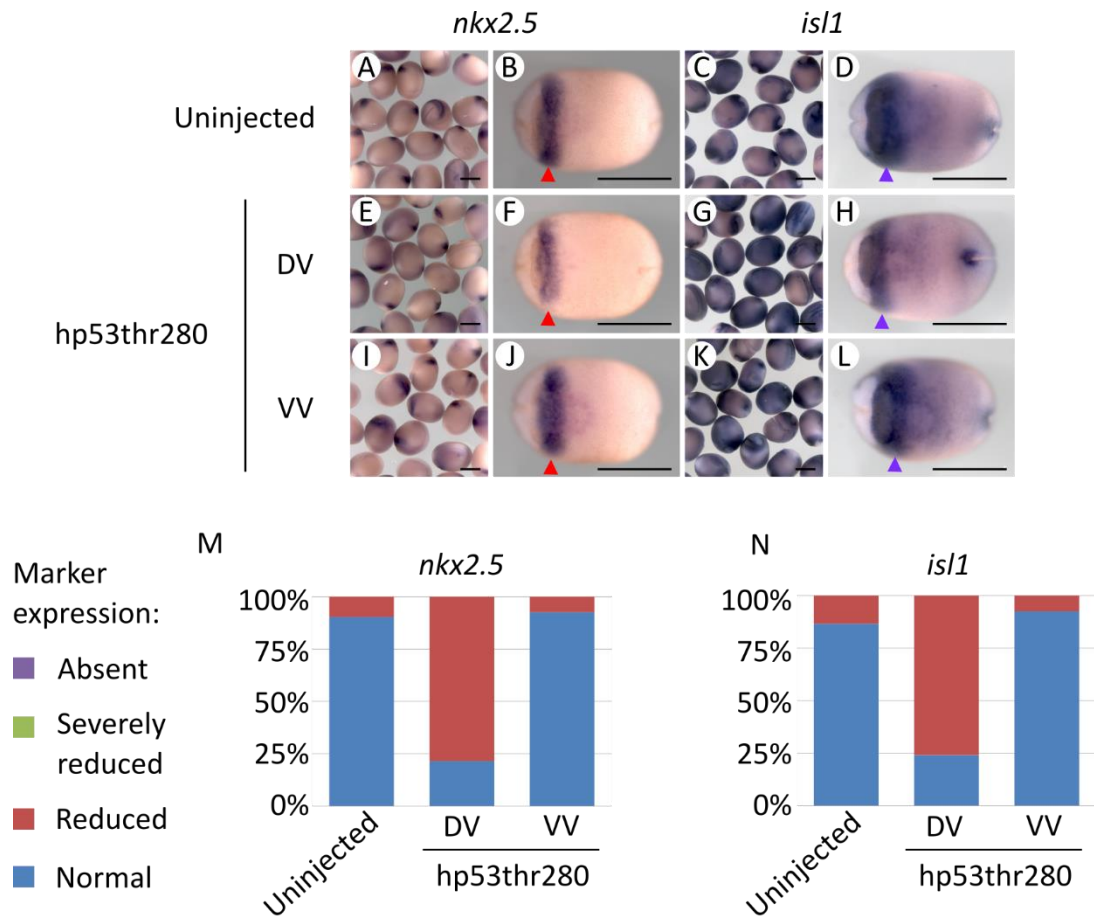 nkx2.5 isl1
A B C D
Uninjected
E F G H
DV
hp53thr280
I J K L
VV
M N
Marker
expression:
Absent
Severely
reduced
Reduced
Normal
nkx2.5
100%
75%
50%
25%
0%
Uninjected DV VV
hp53thr280
isl1
100%
75%
50%
25%
0%
Uninjected DV VV
hp53thr280